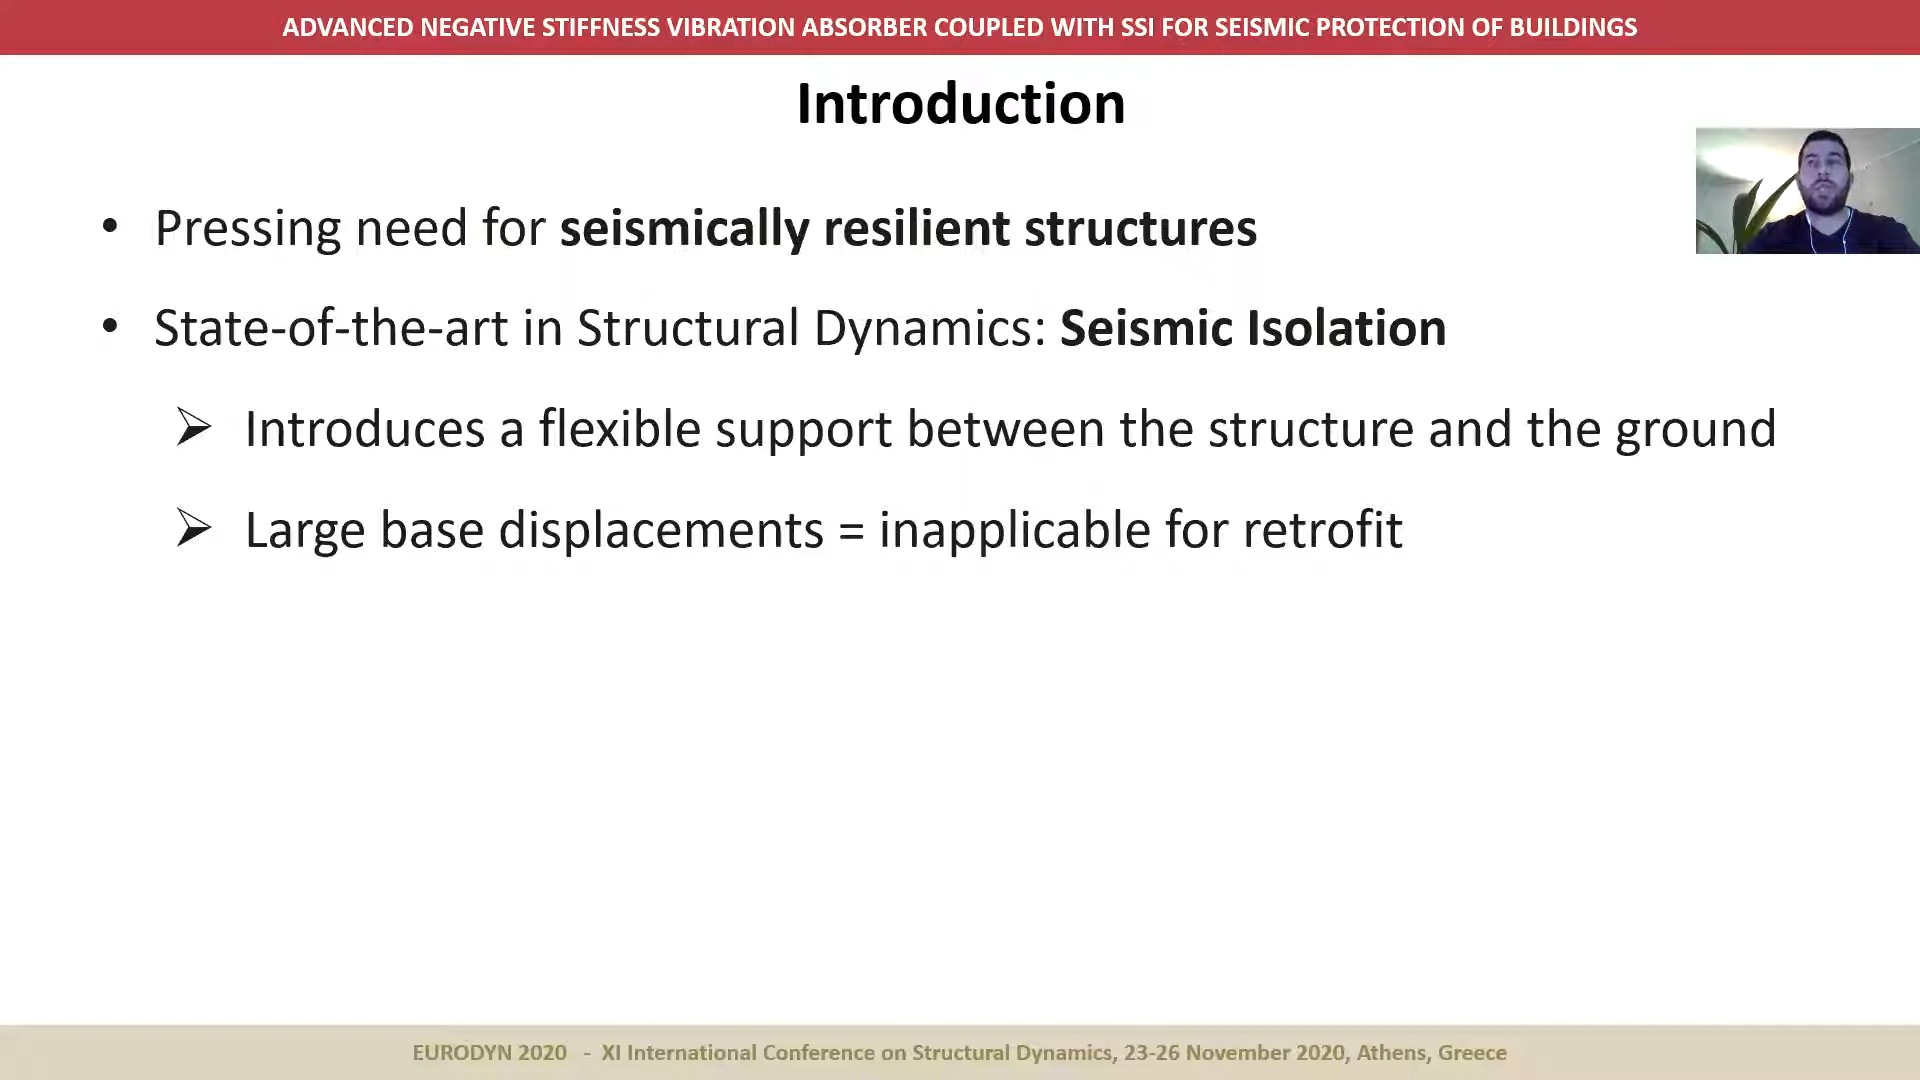 ADVANCED NEGATIVE STIFFNESS VIBRATION ABSORBER COUPLED WITH SSI FOR SEISMIC PROTECTION OF BUILDINGS
Introduction
• Pressing need for seismically resilient structures
• State-of-the-art in Structural Dynamics: Seismic Isolation
➢ Introduces a flexible support between the structure and the ground
➢ Large base displacements = inapplicable for retrofit
EURODYN 2020 - XI International Conference on Structural Dynamics, 23-26 November 2020, Athens, Greece